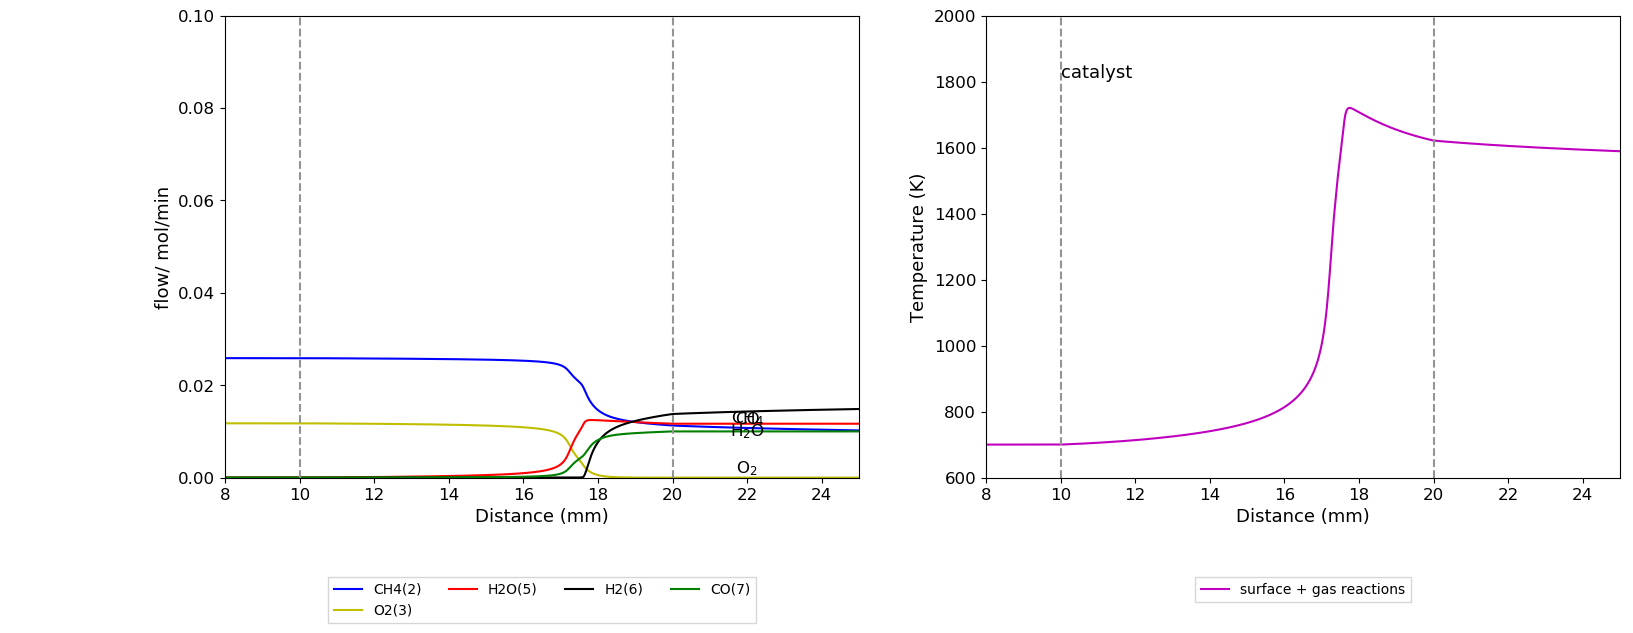 0.10
0.08
0.06
0.04
0.02
0.00
flow/ mol/min
8 10 12 14 16 18 20 22 24
Distance (mm)
CH₄
CO
H₂O
O₂
CH4(2) H2O(5) H2(6) CO(7)
O2(3)
2000
1800
1600
1400
1200
1000
800
600
Temperature (K)
catalyst
8 10 12 14 16 18 20 22 24
Distance (mm)
surface + gas reactions